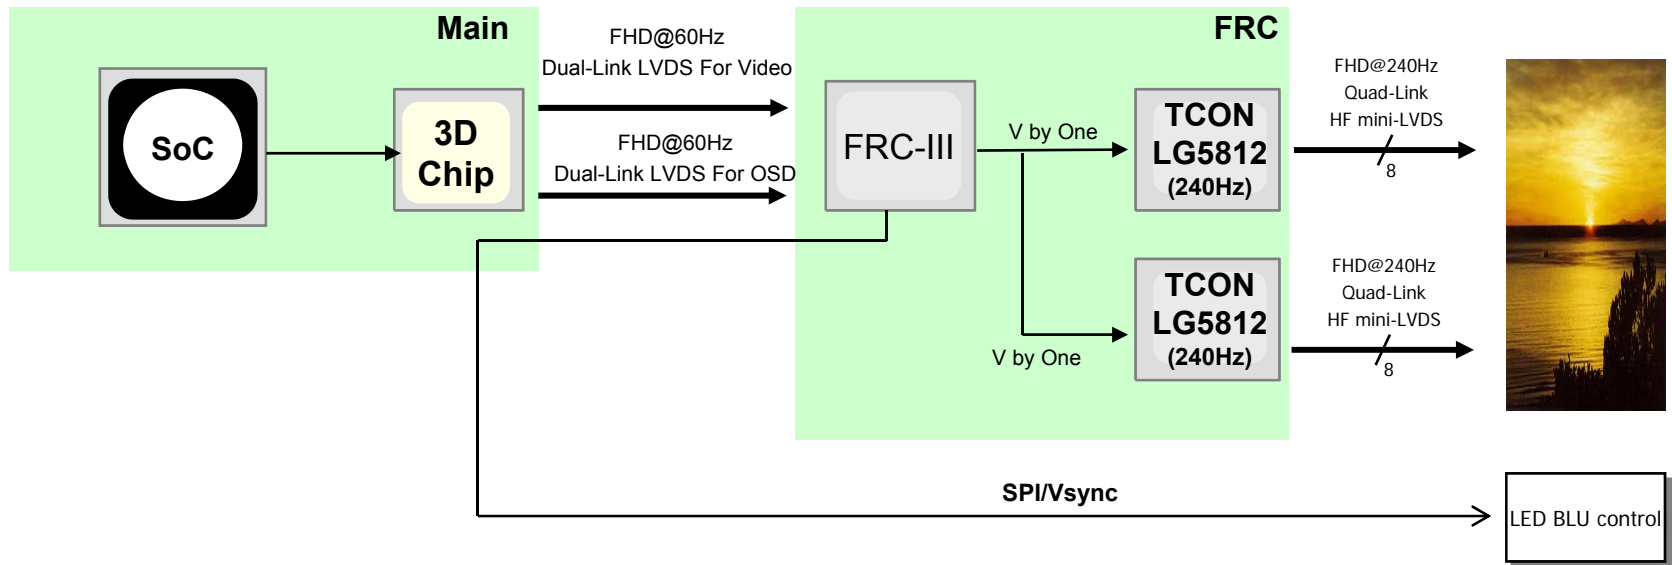 Main
FRC
FHD@60Hz
Dual-Link LVDS For Video
FHD@60Hz
Dual-Link LVDS For OSD
SoC
3D
Chip
FRC-III
V by One
V by One
TCON
LG5812
(240Hz)
TCON
LG5812
(240Hz)
FHD@240Hz
Quad-Link
HF mini-LVDS
8
FHD@240Hz
Quad-Link
HF mini-LVDS
8
SPI/Vsync
LED BLU control